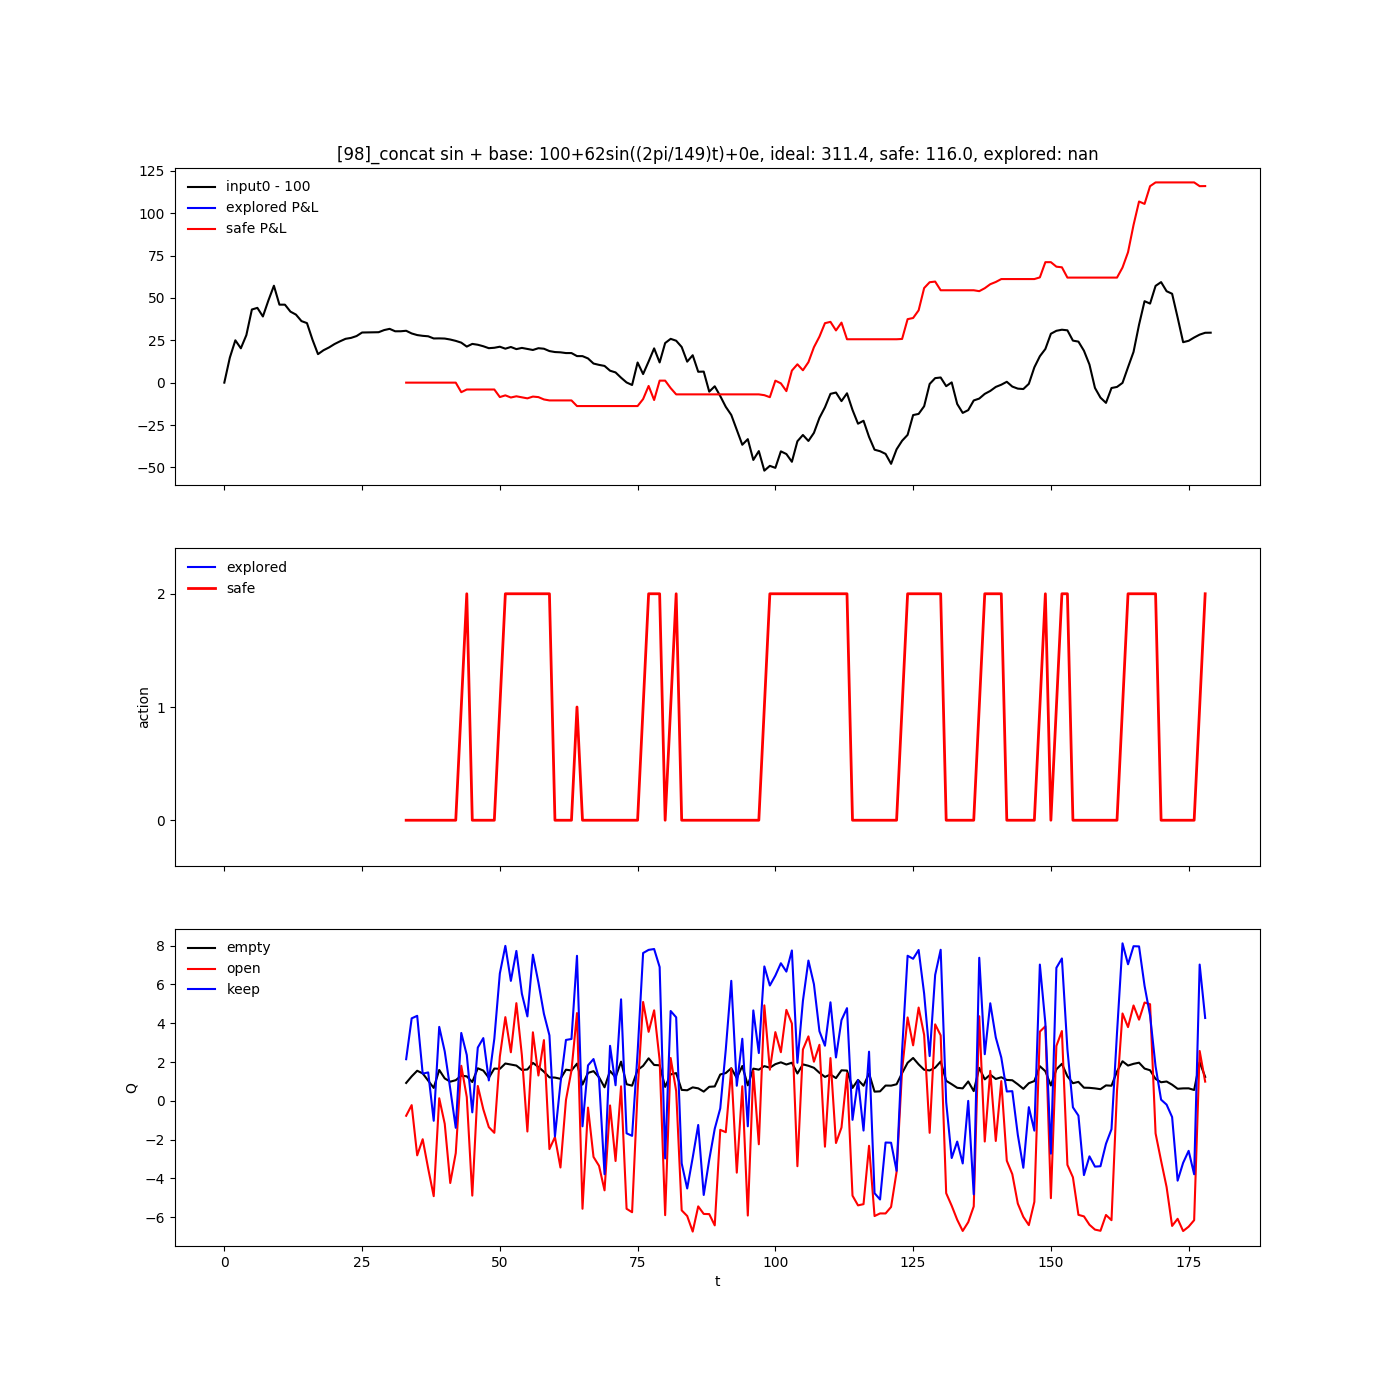 [98]_concat sin + base: 100+62sin((2pi/149)t)+0e, ideal: 311.4, safe: 116.0, explored: nan
125
100
75
50
25
0
−25
−50
input0 - 100
explored P&L
safe P&L
2
1
0
action
explored
safe
8
6
4
2
0
−2
−4
−6
Q
empty
open
keep
0 25 50 75 100 125 150 175
t